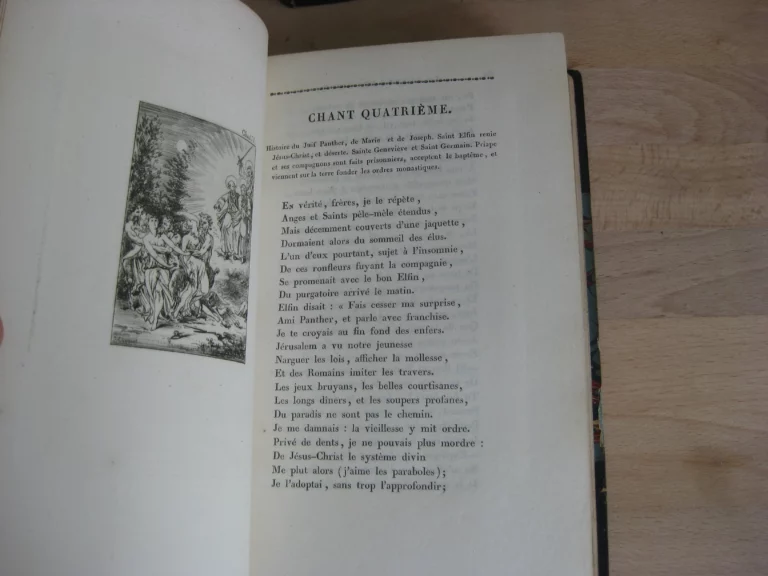 CHANT QUATRIÈME.
Histoire du Juif Panther, de Marie et de Joseph. Saint Elfin renie
Jésus-Christ, et déserte. Sainte Geneviere et Saint Germain. Priape
et ses compagnons sont faits prisonniers, acceptent le baptême, et
viennent sur la terre fonder les ordres monastiques.
En vérité, frères, je le répète,
Anges et Saints pêle-mêle étendus,
Mais décemment couverts d'une jaquette,
Dormaient alors du sommeil des élus.
L'un d'eux pourtant, sujet à l'insomnie,
De ces ronfleurs fuyant la compagnie,
Se promenait avec le bon Elfin,
Du purgatoire arrivé le matin.
Elfin disait : « Fais cesser ma surprise,
Ami Panther, et parle avec franchise.
Je te croyais au fin fond des enfers.
Jérusalem a vu notre jeunesse
Narguer les lois, afficher la mollesse,
Et des Romains imiter les travers.
Les jeux bruyans, les belles courtisanes,
Les longs dîners, et les soupers profanes,
Du paradis ne sont pas le chemin.
Je me damnais : la vieillesse y mit ordre.
Privé de dents, je ne pouvais plus mordre :
De Jésus-Christ le système divin
Me plut alors (j'aime les paraboles);
Je l'adoptai, sans trop l'approfondir;